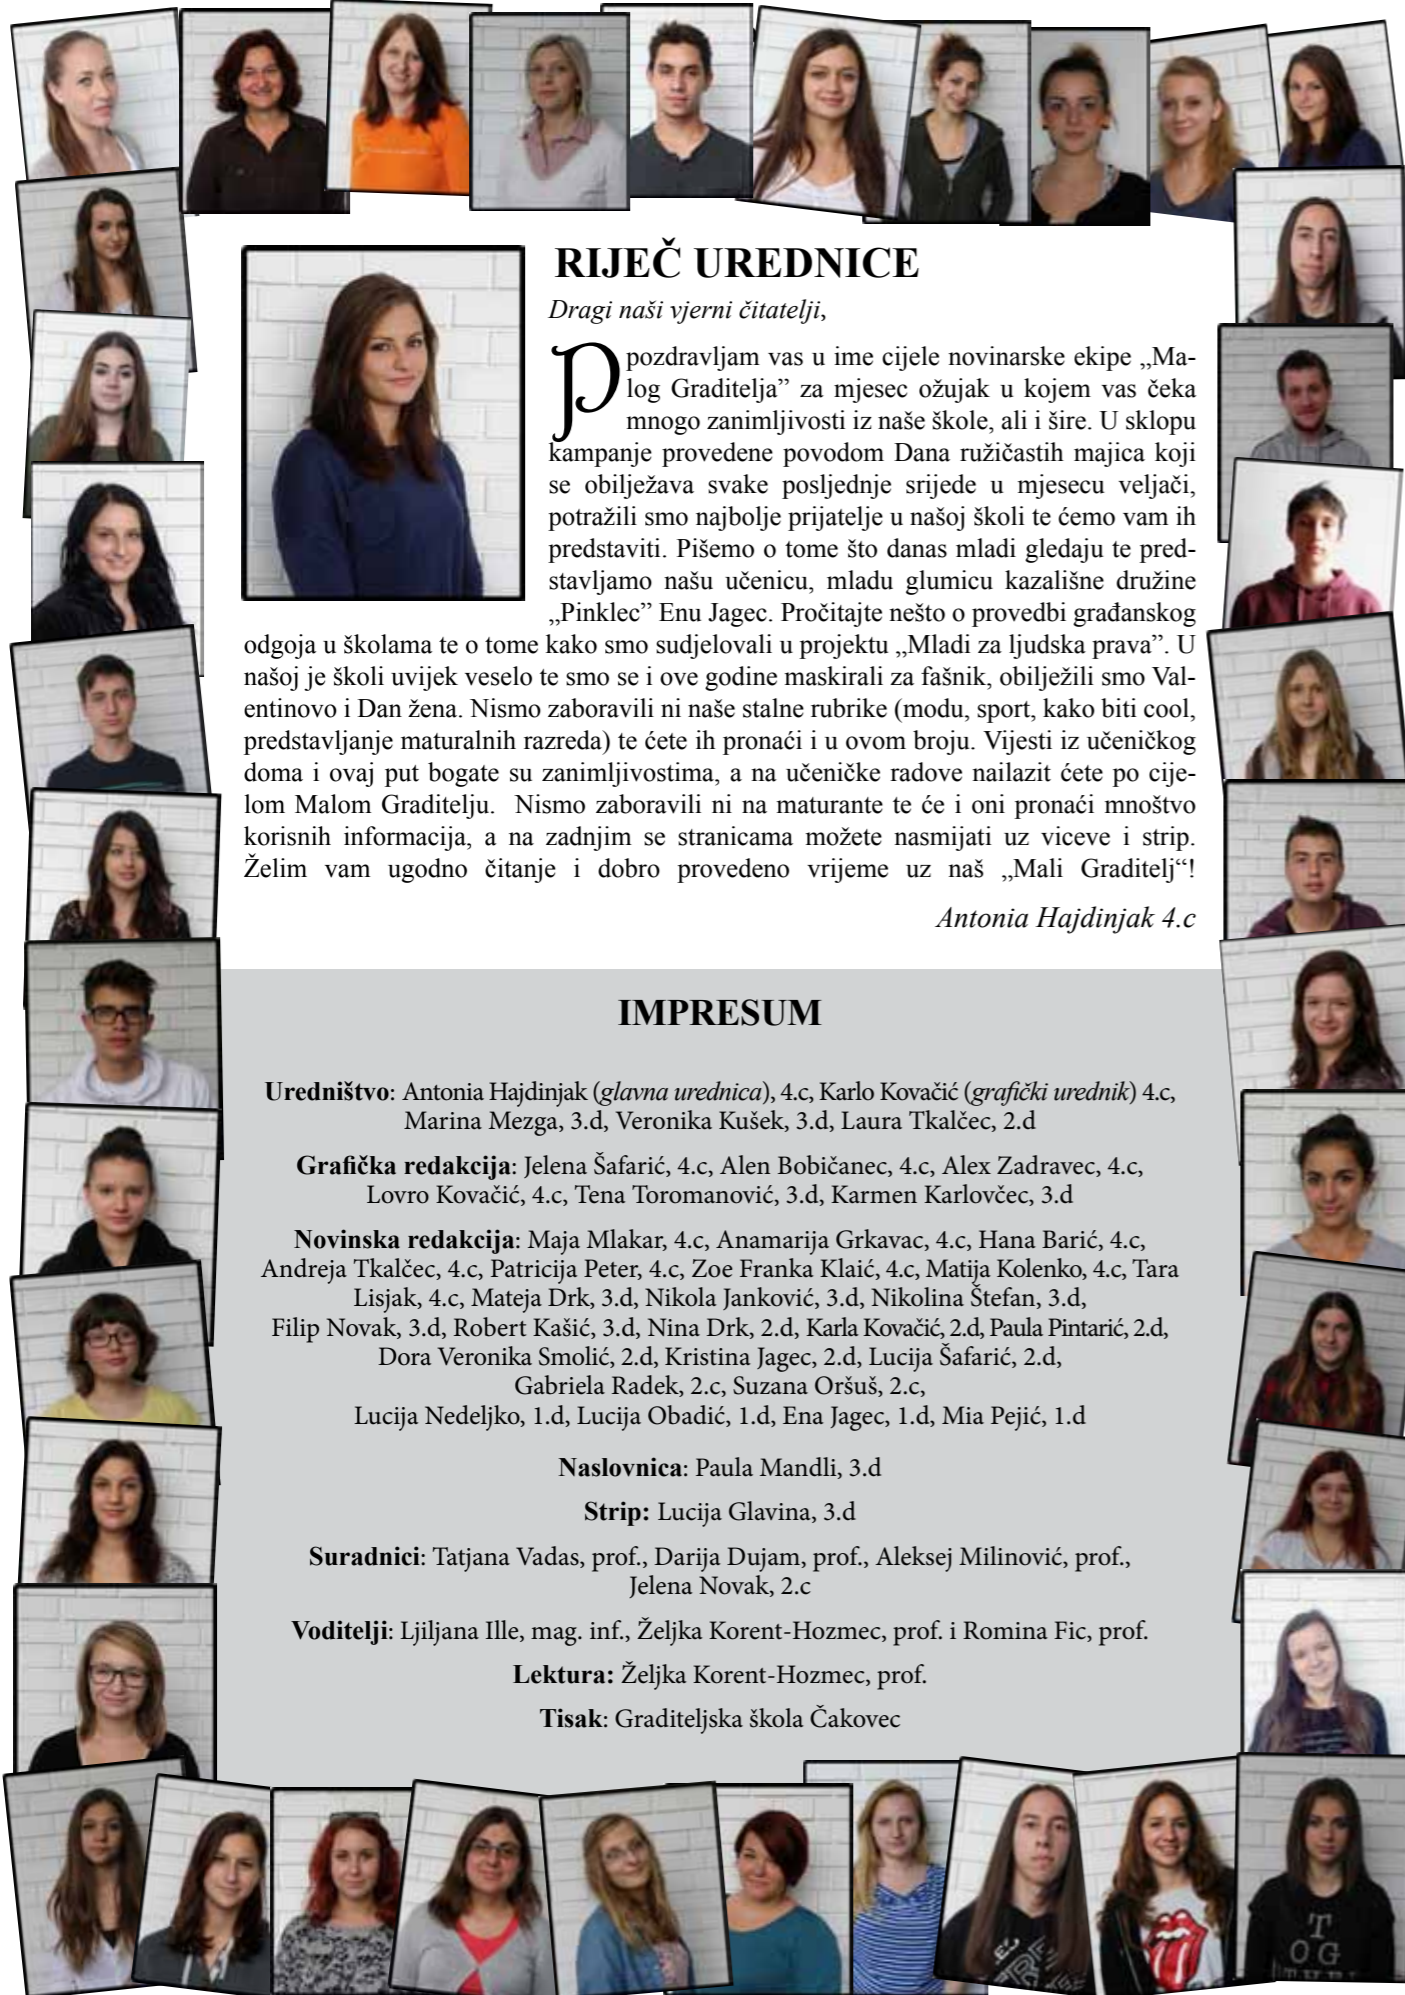 RIJEČ UREDNICE
Dragi naši vjerni čitatelji,
P pozdravljam vas u ime cijele novinarske ekipe „Ma-
log Graditelja” za mjesec ožujak u kojem vas čeka
mnogo zanimljivosti iz naše škole, ali i šire. U sklopu
kampanje provedene povodom Dana ružičastih majica koji
se obilježava svake posljednje srijede u mjesecu veljači,
potražili smo najbolje prijatelje u našoj školi te ćemo vam ih
predstaviti. Pišemo o tome što danas mladi gledaju te pred-
stavljamo našu učenicu, mladu glumicu kazališne družine
„Pinklec” Enu Jagec. Pročitajte nešto o provedbi građanskog
odgoja u školama te o tome kako smo sudjelovali u projektu „Mladi za ljudska prava”. U
našoj je školi uvijek veselo te smo se i ove godine maskirali za fašnik, obilježili smo Val-
entinovo i Dan žena. Nismo zaboravili ni naše stalne rubrike (modu, sport, kako biti cool,
predstavljanje maturalnih razreda) te ćete ih pronaći i u ovom broju. Vijesti iz učeničkog
doma i ovaj put bogate su zanimljivostima, a na učeničke radove nailazit ćete po cije-
lom Malom Graditelju. Nismo zaboravili ni na maturante te će i oni pronaći mnoštvo
korisnih informacija, a na zadnjim se stranicama možete nasmijati uz viceve i strip.
Želim vam ugodno čitanje i dobro provedeno vrijeme uz naš „Mali Graditelj“!
Antonia Hajdinjak 4.c
IMPRESUM
Uredništvo: Antonia Hajdinjak (glavna urednica), 4.c, Karlo Kovačić (grafički urednik) 4.c,
Marina Mezga, 3.d, Veronika Kušek, 3.d, Laura Tkalčec, 2.d
Grafička redakcija: Jelena Šafarić, 4.c, Alen Bobičanec, 4.c, Alex Zadravec, 4.c,
Lovro Kovačić, 4.c, Tena Toromanović, 3.d, Karmen Karlovčec, 3.d
Novinska redakcija: Maja Mlakar, 4.c, Anamarija Grkavac, 4.c, Hana Barić, 4.c,
Andreja Tkalčec, 4.c, Patricija Peter, 4.c, Zoe Franka Klaić, 4.c, Matija Kolenko, 4.c, Tara
Lisjak, 4.c, Mateja Drk, 3.d, Nikola Janković, 3.d, Nikolina Štefan, 3.d,
Filip Novak, 3.d, Robert Kašić, 3.d, Nina Drk, 2.d, Karla Kovačić, 2.d, Paula Pintarić, 2.d,
Dora Veronika Smolić, 2.d, Kristina Jagec, 2.d, Lucija Šafarić, 2.d,
Gabriela Radek, 2.c, Suzana Oršuš, 2.c,
Lucija Nedeljko, 1.d, Lucija Obadić, 1.d, Ena Jagec, 1.d, Mia Pejić, 1.d
Naslovnica: Paula Mandli, 3.d
Strip: Lucija Glavina, 3.d
Suradnici: Tatjana Vadas, prof., Darija Dujam, prof., Aleksej Milinović, prof.,
Jelena Novak, 2.c
Voditelji: Ljiljana Ille, mag. inf., Željka Korent-Hozmec, prof. i Romina Fic, prof.
Lektura: Željka Korent-Hozmec, prof.
Tisak: Graditeljska škola Čakovec
T
O G